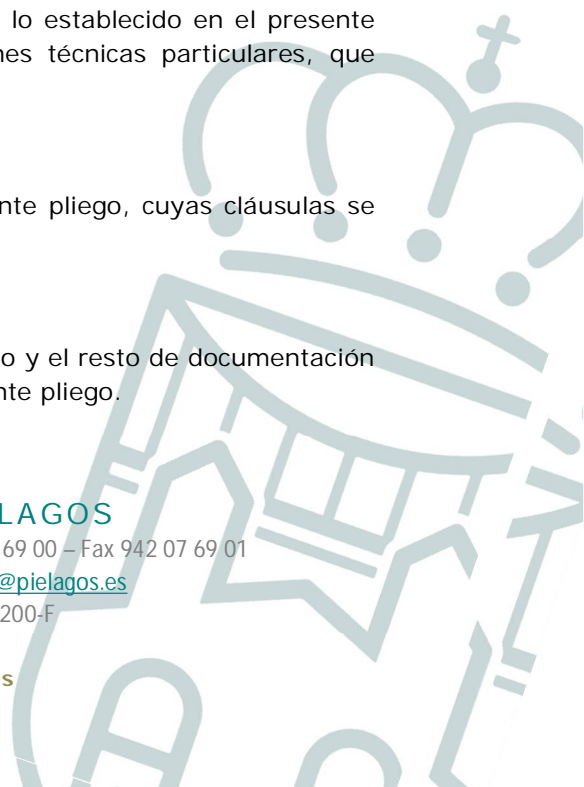 lo establecido en el presente
nes técnicas particulares, que
nte pliego, cuyas cláusulas se
o y el resto de documentación
nte pliego.
LAGOS
69 00 – Fax 942 07 69 01
@pielagos.es
200-F
s